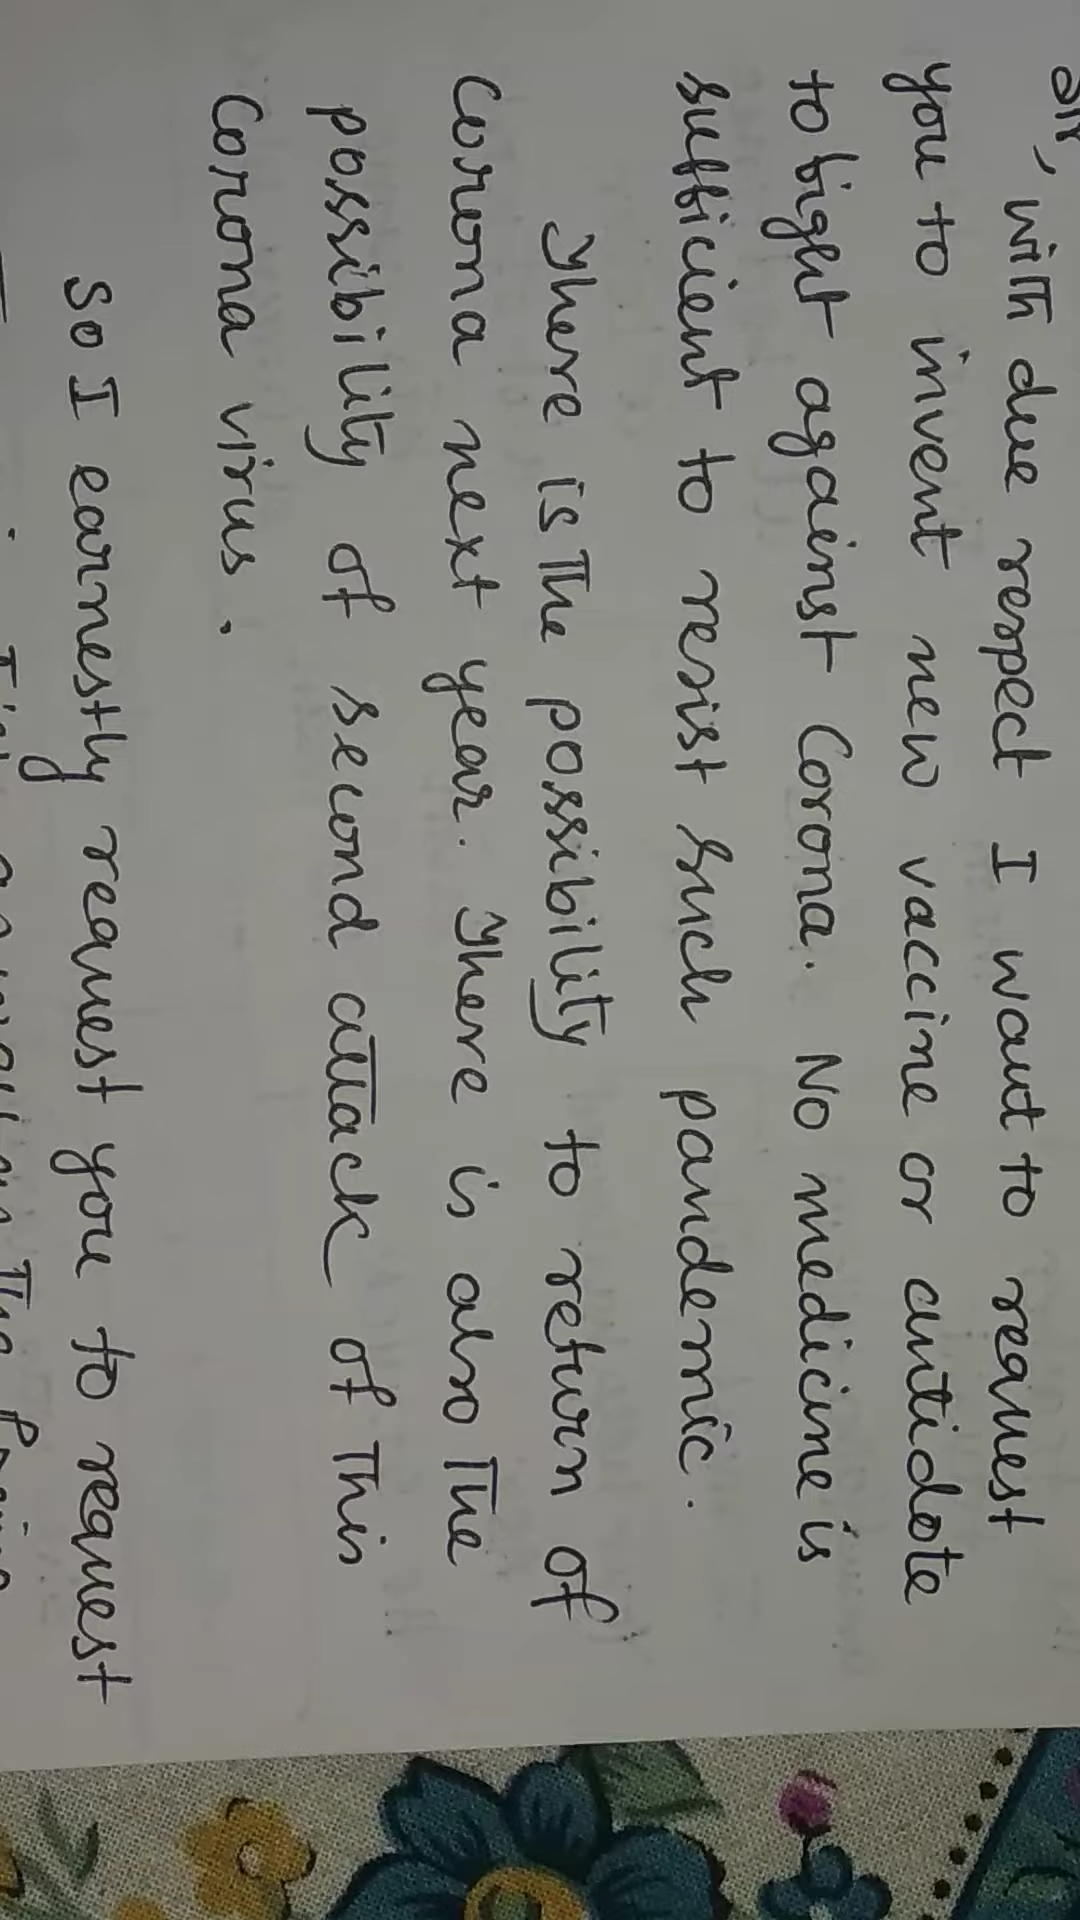 Sir,
with due respect I want to request
you to invent new vaccine or antidote
to bight against Corona. No medicine is
sufficient to resist such pandemic.
There is the possibility to return of
Corona next year. There is also the
possibility of second attack of this
Corona virus.
so I earnestly request you to request